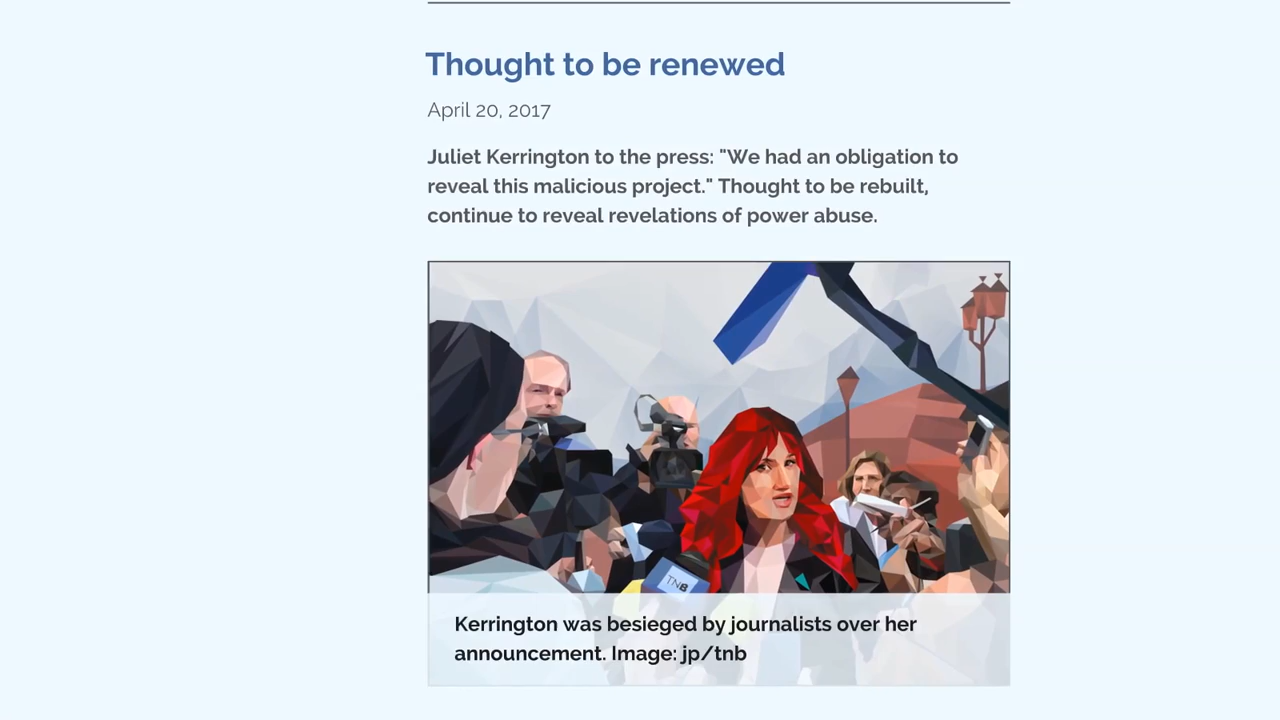 Thought to be renewed
April 20, 2017
Juliet Kerrington to the press: "We had an obligation to
reveal this malicious project." Thought to be rebuilt,
continue to reveal revelations of power abuse.
TNB
Kerrington was besieged by journalists over her
announcement. Image: jp/tnb